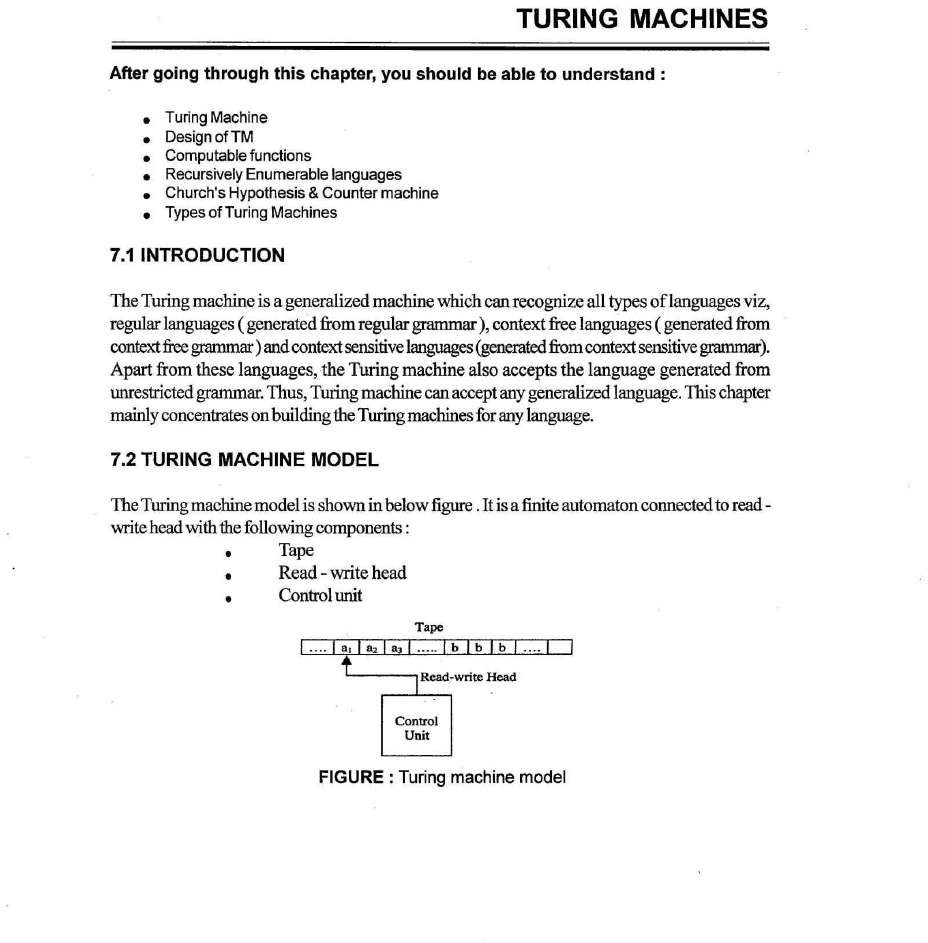 TURING MACHINES
After going through this chapter, you should be able to understand :
• Turing Machine
• Design of TM
• Computable functions
• Recursively Enumerable languages
• Church's Hypothesis & Counter machine
• Types of Turing Machines
7.1 INTRODUCTION
The Turing machine is a generalized machine which can recognize all types of languages viz,
regular languages ( generated from regular grammar ), context free languages ( generated from
context free grammar ) and context sensitive languages (generated from context sensitive grammar).
Apart from these languages, the Turing machine also accepts the language generated from
unrestricted grammar. Thus, Turing machine can accept any generalized language. This chapter
mainly concentrates on building the Turing machines for any language.
7.2 TURING MACHINE MODEL
The Turing machine model is shown in below figure . It is a finite automaton connected to read -
write head with the following components :
• Tape
• Read - write head
• Control unit
Tape
.... a₁ a₂ a₃ ..... b b b ....
Read-write Head
Control
Unit
FIGURE : Turing machine model